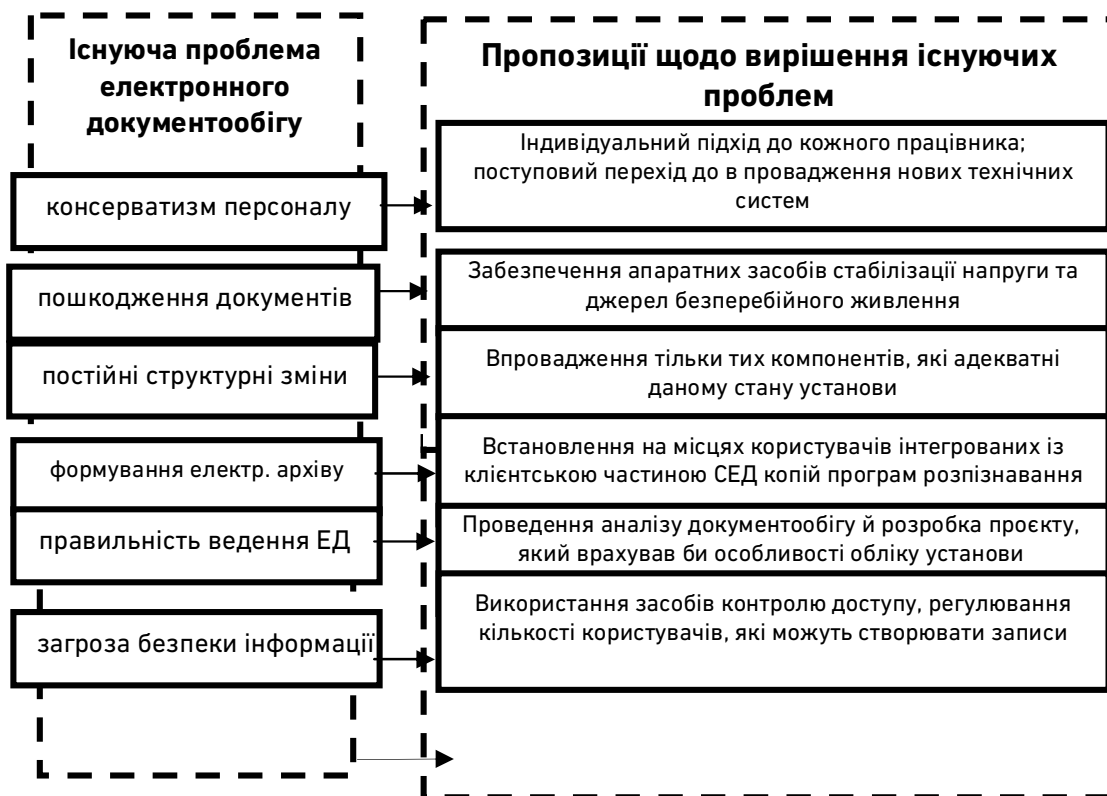 Існуюча проблема
електронного
документообігу
Пропозиції щодо вирішення існуючих
проблем
консерватизм персоналу
Індивідуальний підхід до кожного працівника;
поступовий перехід до в провадження нових технічних
систем
пошкодження документів
Забезпечення апаратних засобів стабілізації напруги та
джерел безперебійного живлення
постійні структурні зміни
Впровадження тільки тих компонентів, які адекватні
даному стану установи
формування електр. архіву
Встановлення на місцях користувачів інтегрованих із
клієнтською частиною СЕД копій програм розпізнавання
правильність ведення ЕД
Проведення аналізу документообігу й розробка проєкту,
який врахував би особливості обліку установи
загроза безпеки інформації
Використання засобів контролю доступу, регулювання
кількості користувачів, які можуть створювати записи